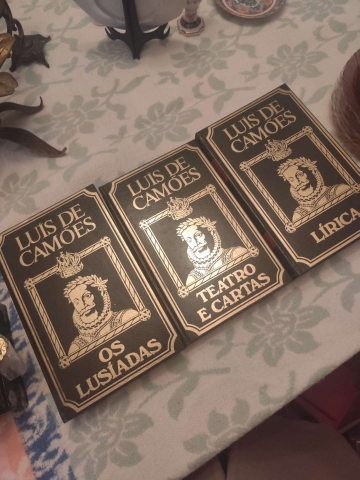 LUIS DE
CAMÕES
OS
LUSÍADAS
LUIS DE
CAMÕES
TEATRO
E CARTAS
LUIS DE
CAMÕES
LÍRICA